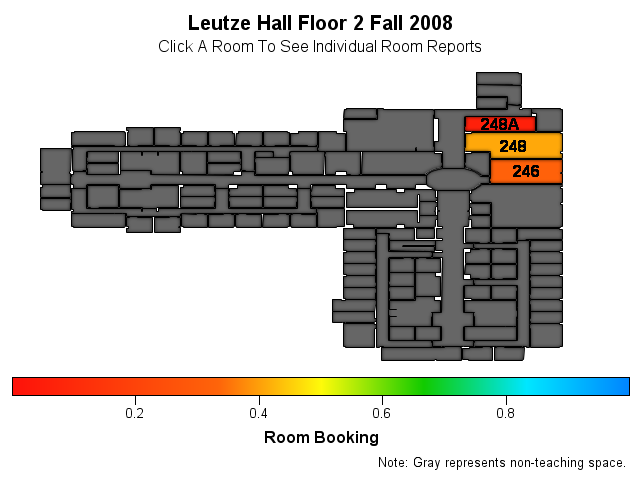 Leutze Hall Floor 2 Fall 2008
Click A Room To See Individual Room Reports
248A
248
246
0.2 0.4 0.6 0.8
Room Booking
Note: Gray represents non-teaching space.